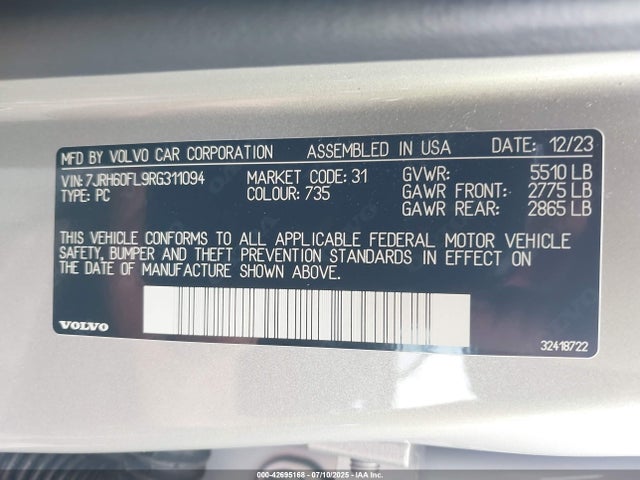 MFD BY VOLVO CAR CORPORATION ASSEMBLED IN USA DATE: 12/23
VIN: 7JRH60FL9RG311094 MARKET CODE: 31 GVWR: 5510 LB
TYPE: PC COLOUR: 735 GAWR FRONT: 2775 LB
GAWR REAR: 2865 LB
THIS VEHICLE CONFORMS TO ALL APPLICABLE FEDERAL MOTOR VEHICLE
SAFETY, BUMPER AND THEFT PREVENTION STANDARDS IN EFFECT ON
THE DATE OF MANUFACTURE SHOWN ABOVE.
VOLVO 32418722
000-42695168 - 07/10/2025 - IAAI.COM